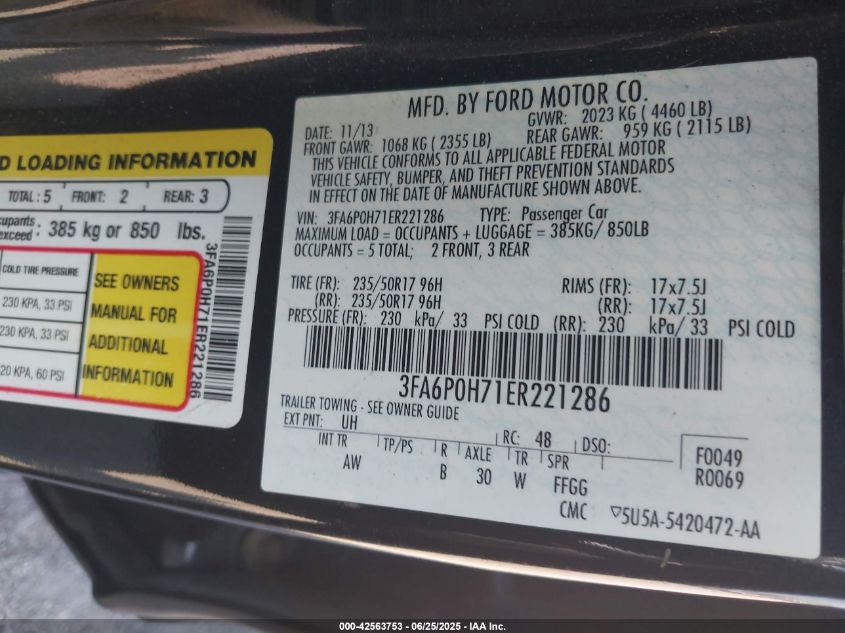 D LOADING INFORMATION
TOTAL: 5 FRONT: 2 REAR: 3
385 kg or 850 lbs.
COLD TIRE PRESSURE
230 KPA, 33 PSI
230 KPA, 33 PSI
20 KPA, 60 PSI
SEE OWNERS
MANUAL FOR
ADDITIONAL
INFORMATION
3FA6P0H71ER221286
MFD. BY FORD MOTOR CO.
DATE: 11/13 GVWR: 2023 KG ( 4460 LB)
FRONT GAWR: 1068 KG ( 2355 LB) REAR GAWR: 959 KG ( 2115 LB)
THIS VEHICLE CONFORMS TO ALL APPLICABLE FEDERAL MOTOR
VEHICLE SAFETY, BUMPER, AND THEFT PREVENTION STANDARDS
IN EFFECT ON THE DATE OF MANUFACTURE SHOWN ABOVE.
VIN: 3FA6P0H71ER221286 TYPE: Passenger Car
MAXIMUM LOAD = OCCUPANTS + LUGGAGE = 385KG/ 850LB
OCCUPANTS = 5 TOTAL; 2 FRONT, 3 REAR
TIRE (FR): 235/50R17 96H RIMS (FR): 17x7.5J
(RR): 235/50R17 96H (RR): 17x7.5J
PRESSURE (FR): 230 kPa/ 33 PSI COLD (RR): 230 kPa/ 33 PSI COLD
3FA6P0H71ER221286
TRAILER TOWING - SEE OWNER GUIDE
EXT PNT: UH RC: 48 DSO:
INT TR TP/PS R AXLE TR SPR
AW B 30 W FFGG
F0049
R0069
CMC ▽5U5A-5420472-AA
000-42563753 / 06/25/2025 - IAA Inc.